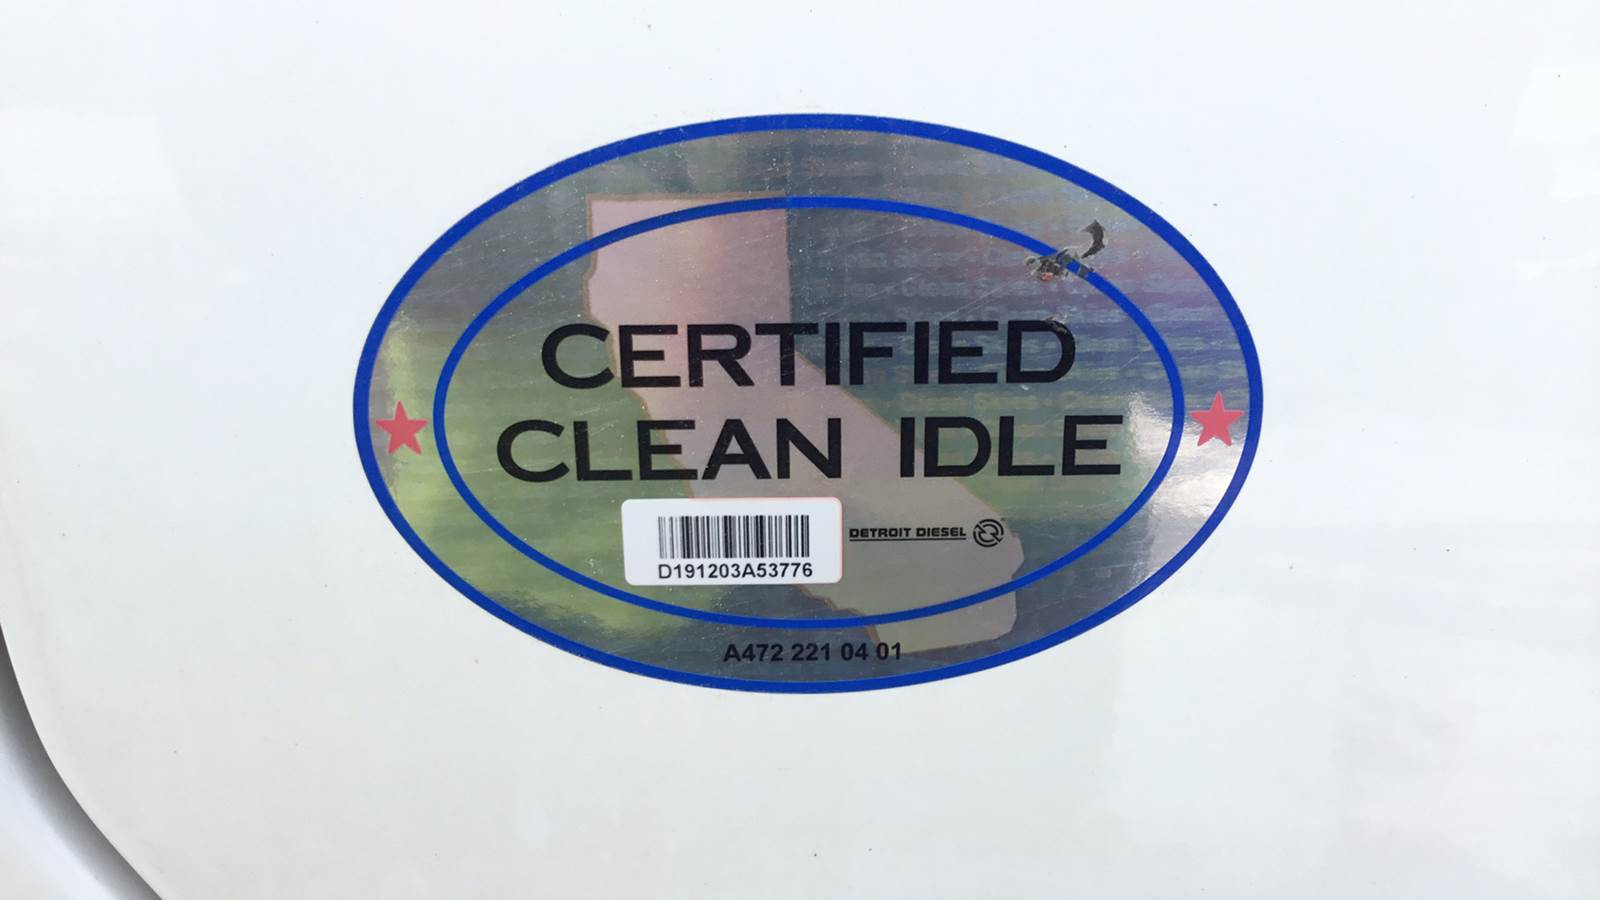 CERTIFIED
CLEAN IDLE
DETROIT DIESEL
D191203A53776
A472 221 04 01